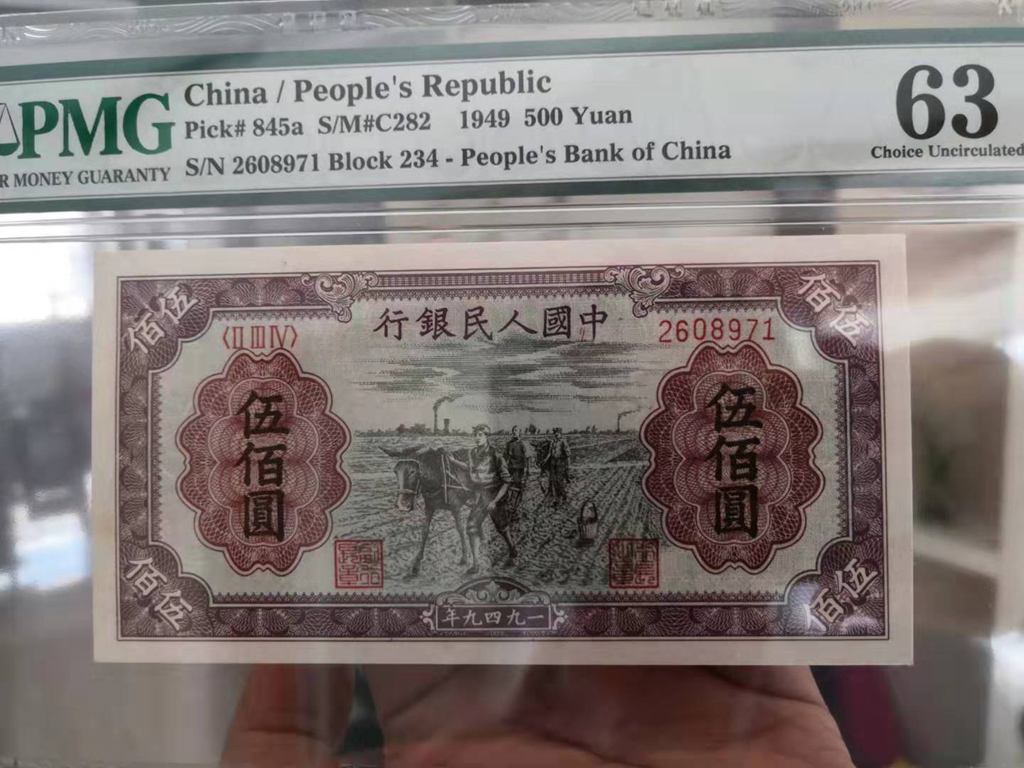 PMG
R MONEY GUARANTY
China / People's Republic
Pick# 845a S/M#C282 1949 500 Yuan
S/N 2608971 Block 234 - People's Bank of China
63
Choice Uncirculated
伍佰
伍佰
中國人民銀行
〈II III IV〉
2608971
伍佰圓
伍佰圓
伍佰
一九四九年
伍佰